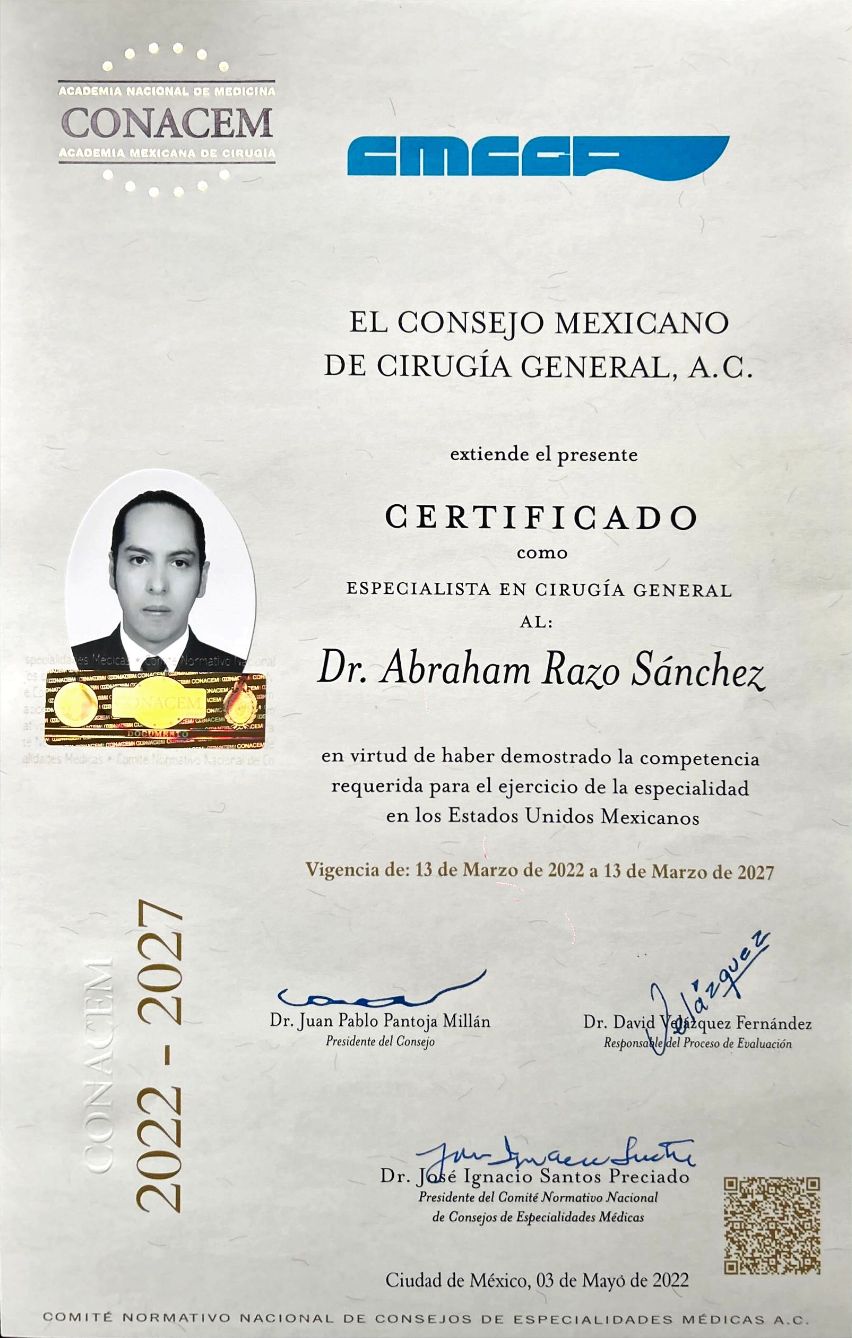 ACADEMIA NACIONAL DE MEDICINA
CONACEM
ACADEMIA MEXICANA DE CIRUGÍA
CMCG
EL CONSEJO MEXICANO
DE CIRUGÍA GENERAL, A.C.
extiende el presente
CERTIFICADO
como
ESPECIALISTA EN CIRUGÍA GENERAL
AL:
Dr. Abraham Razo Sánchez
CONACEM
DOCUMENTO
en virtud de haber demostrado la competencia
requerida para el ejercicio de la especialidad
en los Estados Unidos Mexicanos
Vigencia de: 13 de Marzo de 2022 a 13 de Marzo de 2027
CONACEM
2022 - 2027
Dr. Juan Pablo Pantoja Millán
Presidente del Consejo
Velázquez
Dr. David Velázquez Fernández
Responsable del Proceso de Evaluación
Dr. José Ignacio Santos Preciado
Presidente del Comité Normativo Nacional
de Consejos de Especialidades Médicas
Ciudad de México, 03 de Mayo de 2022
COMITÉ NORMATIVO NACIONAL DE CONSEJOS DE ESPECIALIDADES MÉDICAS A.C.